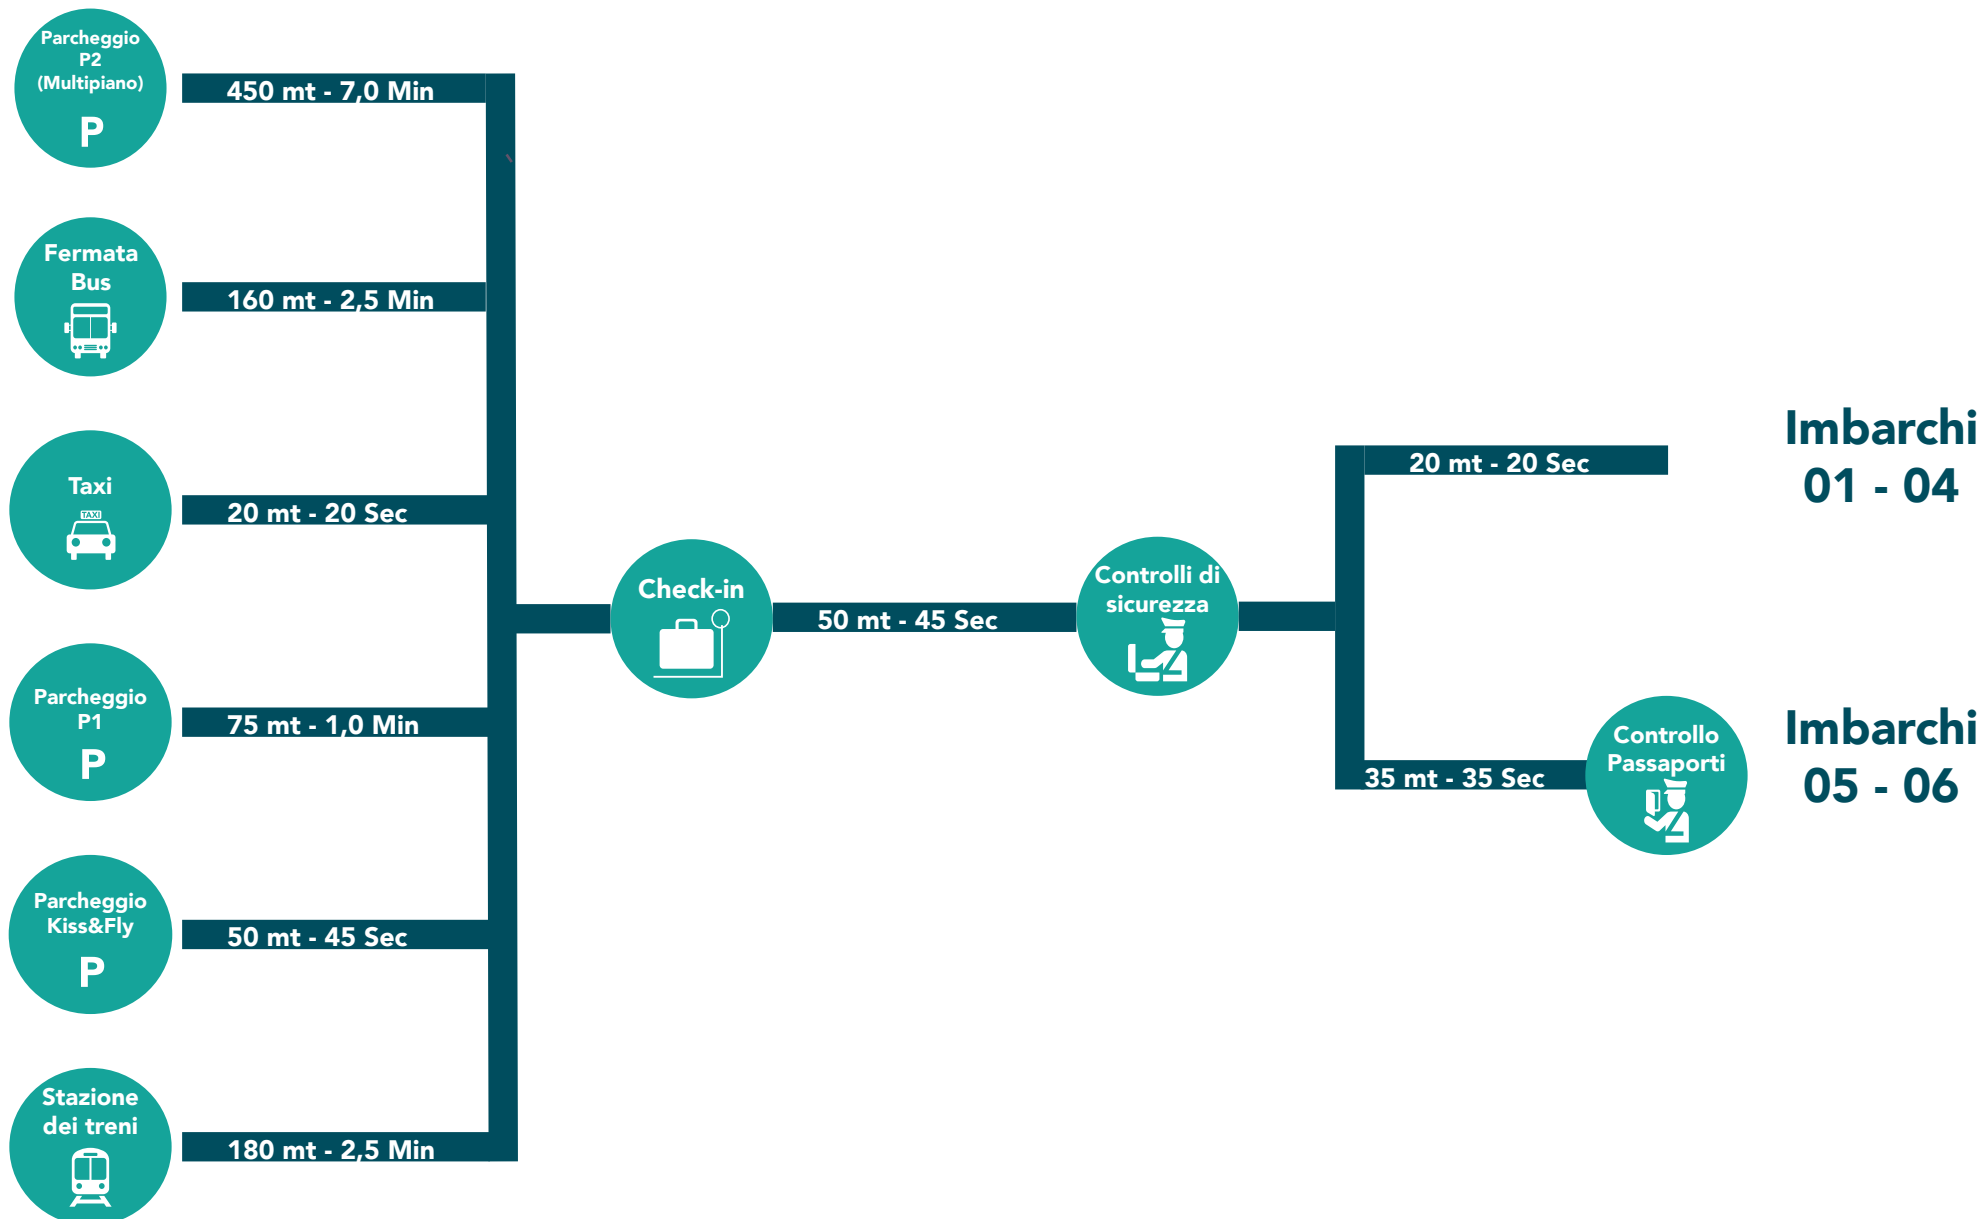 Parcheggio
P2
(Multipiano)
P
450 mt - 7,0 Min
Fermata
Bus
160 mt - 2,5 Min
Taxi
TAXI
20 mt - 20 Sec
Parcheggio
P1
P
75 mt - 1,0 Min
Parcheggio
Kiss&Fly
P
50 mt - 45 Sec
Stazione
dei treni
180 mt - 2,5 Min
Check-in
50 mt - 45 Sec
Controlli di
sicurezza
20 mt - 20 Sec
Imbarchi
01 - 04
35 mt - 35 Sec
Controllo
Passaporti
Imbarchi
05 - 06